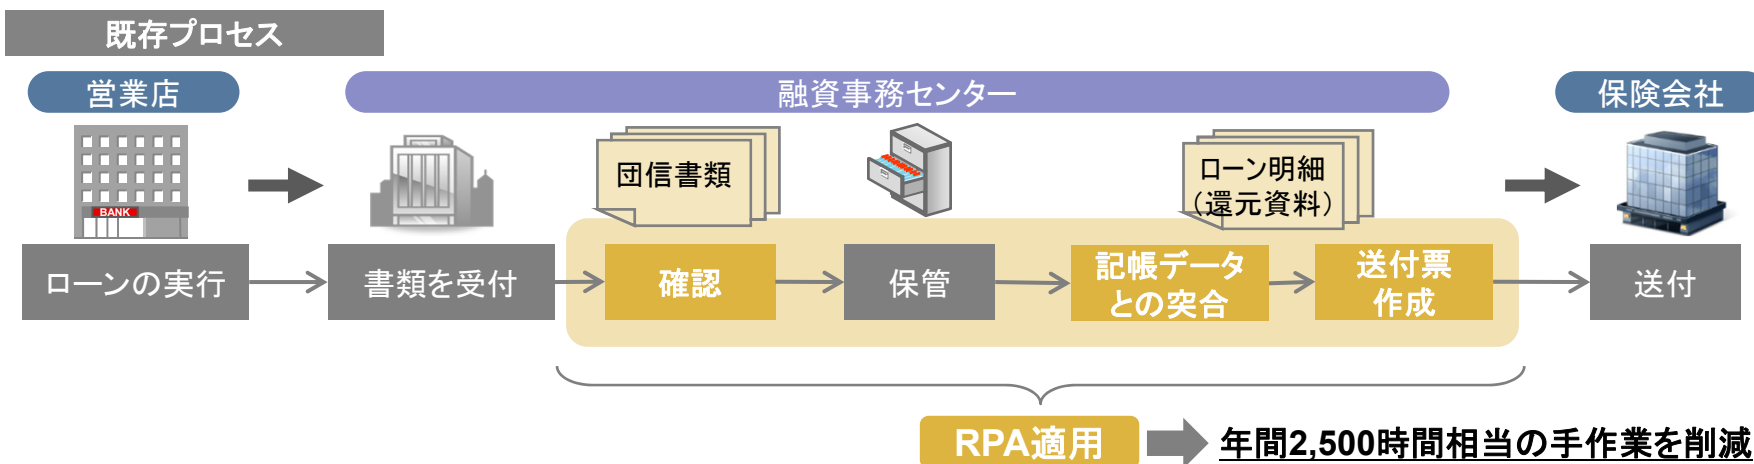 既存プロセス
営業店
融資事務センター
保険会社
BANK
団信書類
ローン明細
（還元資料）
ローンの実行
書類を受付
確認
保管
記帳データ
との突合
送付票
作成
送付
RPA適用
年間2,500時間相当の手作業を削減